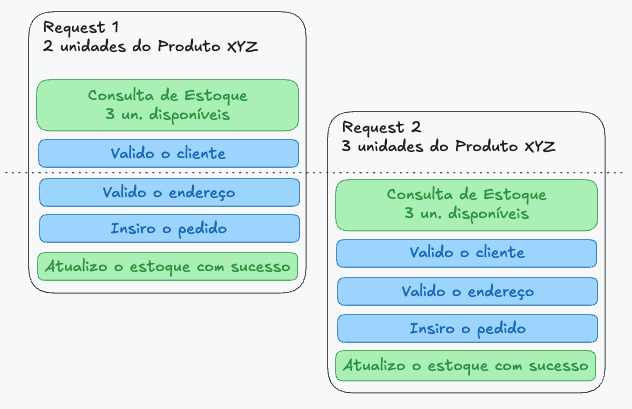 Request 1
2 unidades do Produto XYZ
Consulta de Estoque
3 un. disponíveis
Valido o cliente
Valido o endereço
Insiro o pedido
Atualizo o estoque com sucesso
Request 2
3 unidades do Produto XYZ
Consulta de Estoque
3 un. disponíveis
Valido o cliente
Valido o endereço
Insiro o pedido
Atualizo o estoque com sucesso